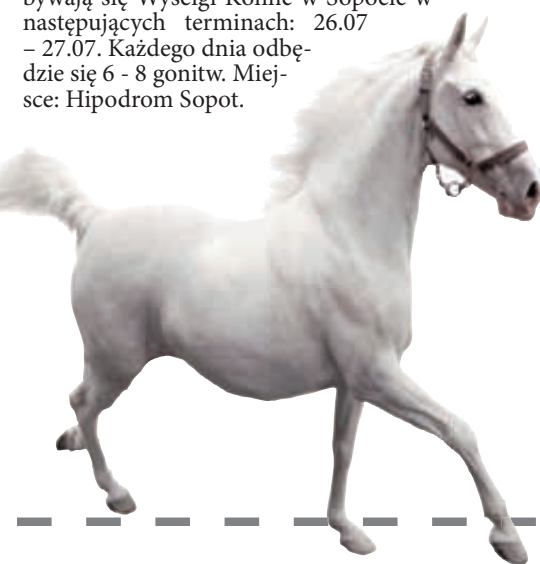 bywają się Wyścigi Konne w Sopocie w
następujących terminach: 26.07
– 27.07. Każdego dnia odbę-
dzie się 6 - 8 gonitw. Miej-
sce: Hipodrom Sopot.